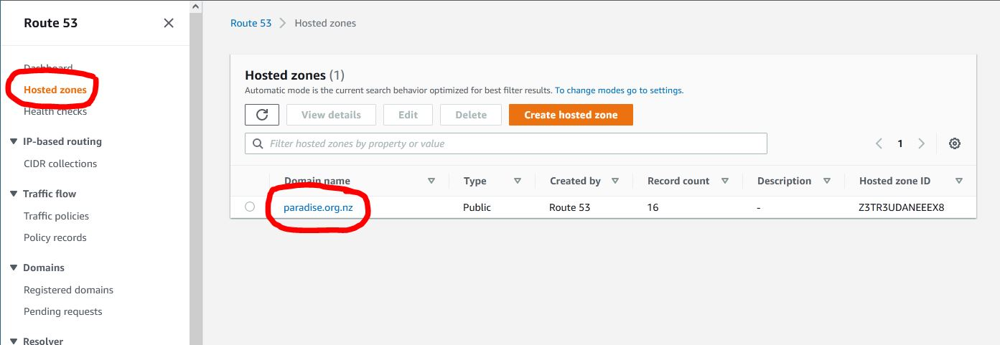 Route 53
Dashboard
Hosted zones
Health checks
IP-based routing
CIDR collections
Traffic flow
Traffic policies
Policy records
Domains
Registered domains
Pending requests
Resolver
Route 53 > Hosted zones
Hosted zones (1)
Automatic mode is the current search behavior optimized for best filter results. To change modes go to settings.
View details Edit Delete Create hosted zone
Filter hosted zones by property or value
1
Domain name Type Created by Record count Description Hosted zone ID
paradise.org.nz Public Route 53 16 - Z3TR3UDANEEEX8